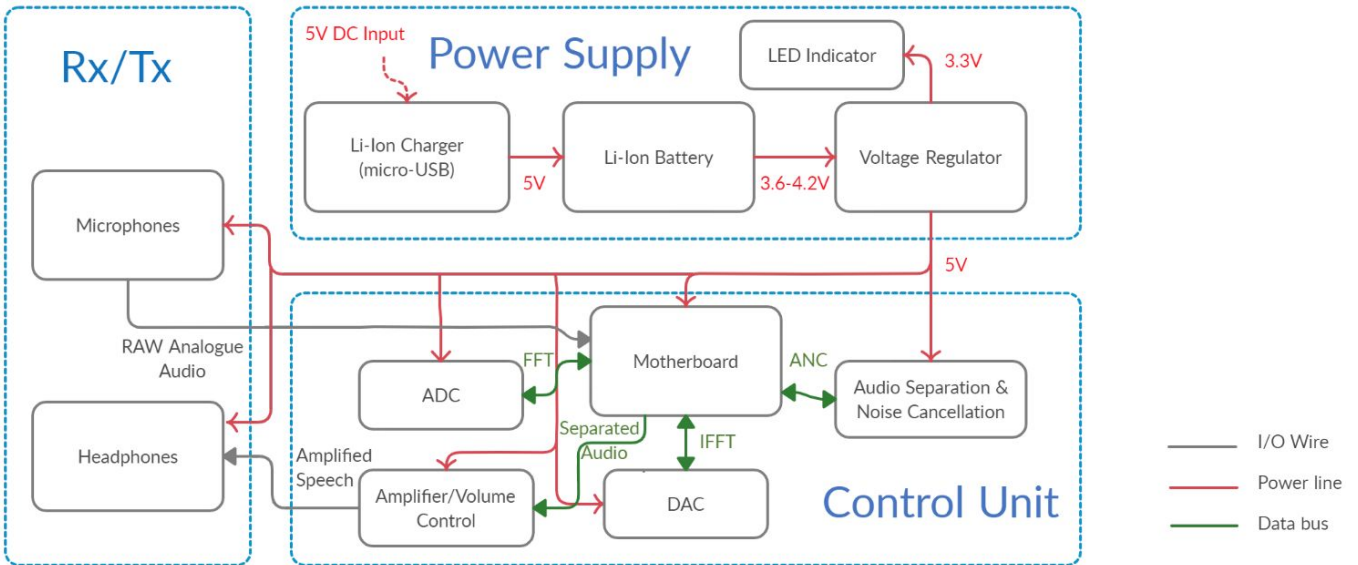 Rx/Tx
5V DC Input
Power Supply
LED Indicator
3.3V
Li-Ion Charger
(micro-USB)
5V
Li-Ion Battery
3.6-4.2V
Voltage Regulator
Microphones
5V
RAW Analogue
Audio
Motherboard
FFT
ADC
ANC
Audio Separation &
Noise Cancellation
Headphones
Amplified
Speech
Separated
Audio
IFFT
Amplifier/Volume
Control
DAC
Control Unit
I/O Wire
Power line
Data bus